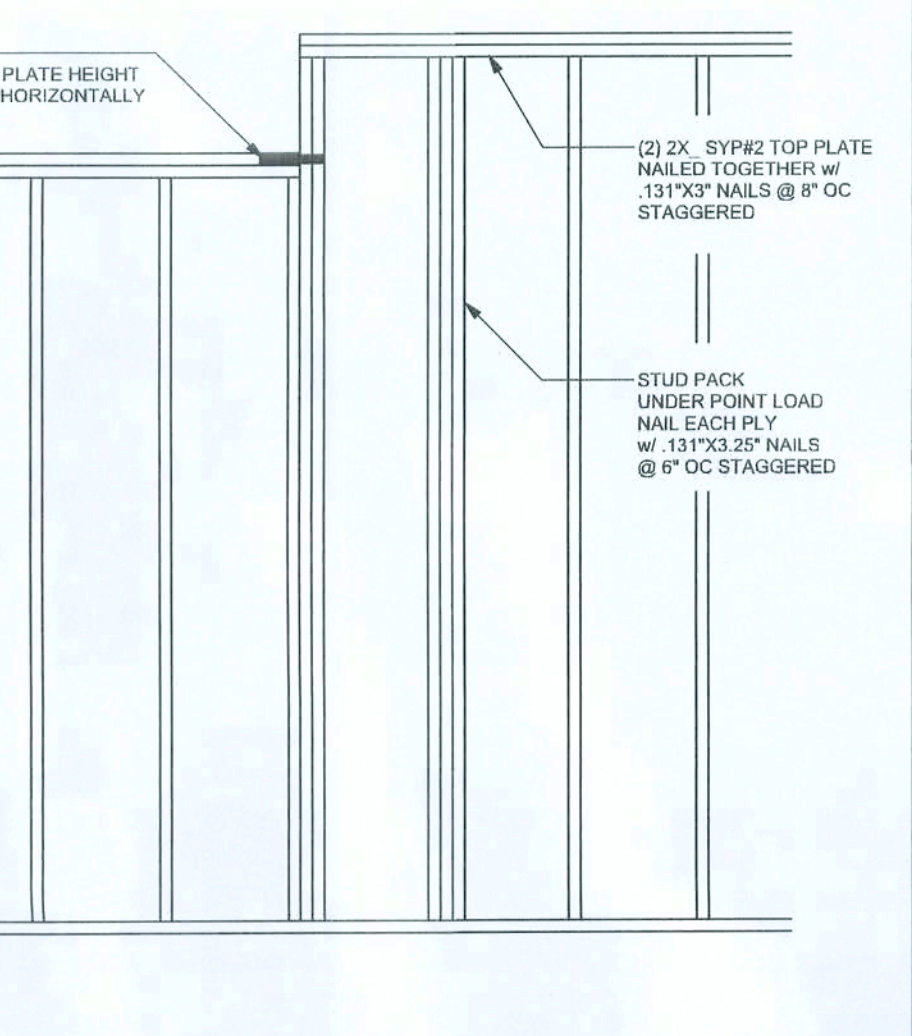 PLATE HEIGHT
HORIZONTALLY
(2) 2X_ SYP#2 TOP PLATE
NAILED TOGETHER w/
.131"X3" NAILS @ 8" OC
STAGGERED
STUD PACK
UNDER POINT LOAD
NAIL EACH PLY
w/ .131"X3.25" NAILS
@ 6" OC STAGGERED